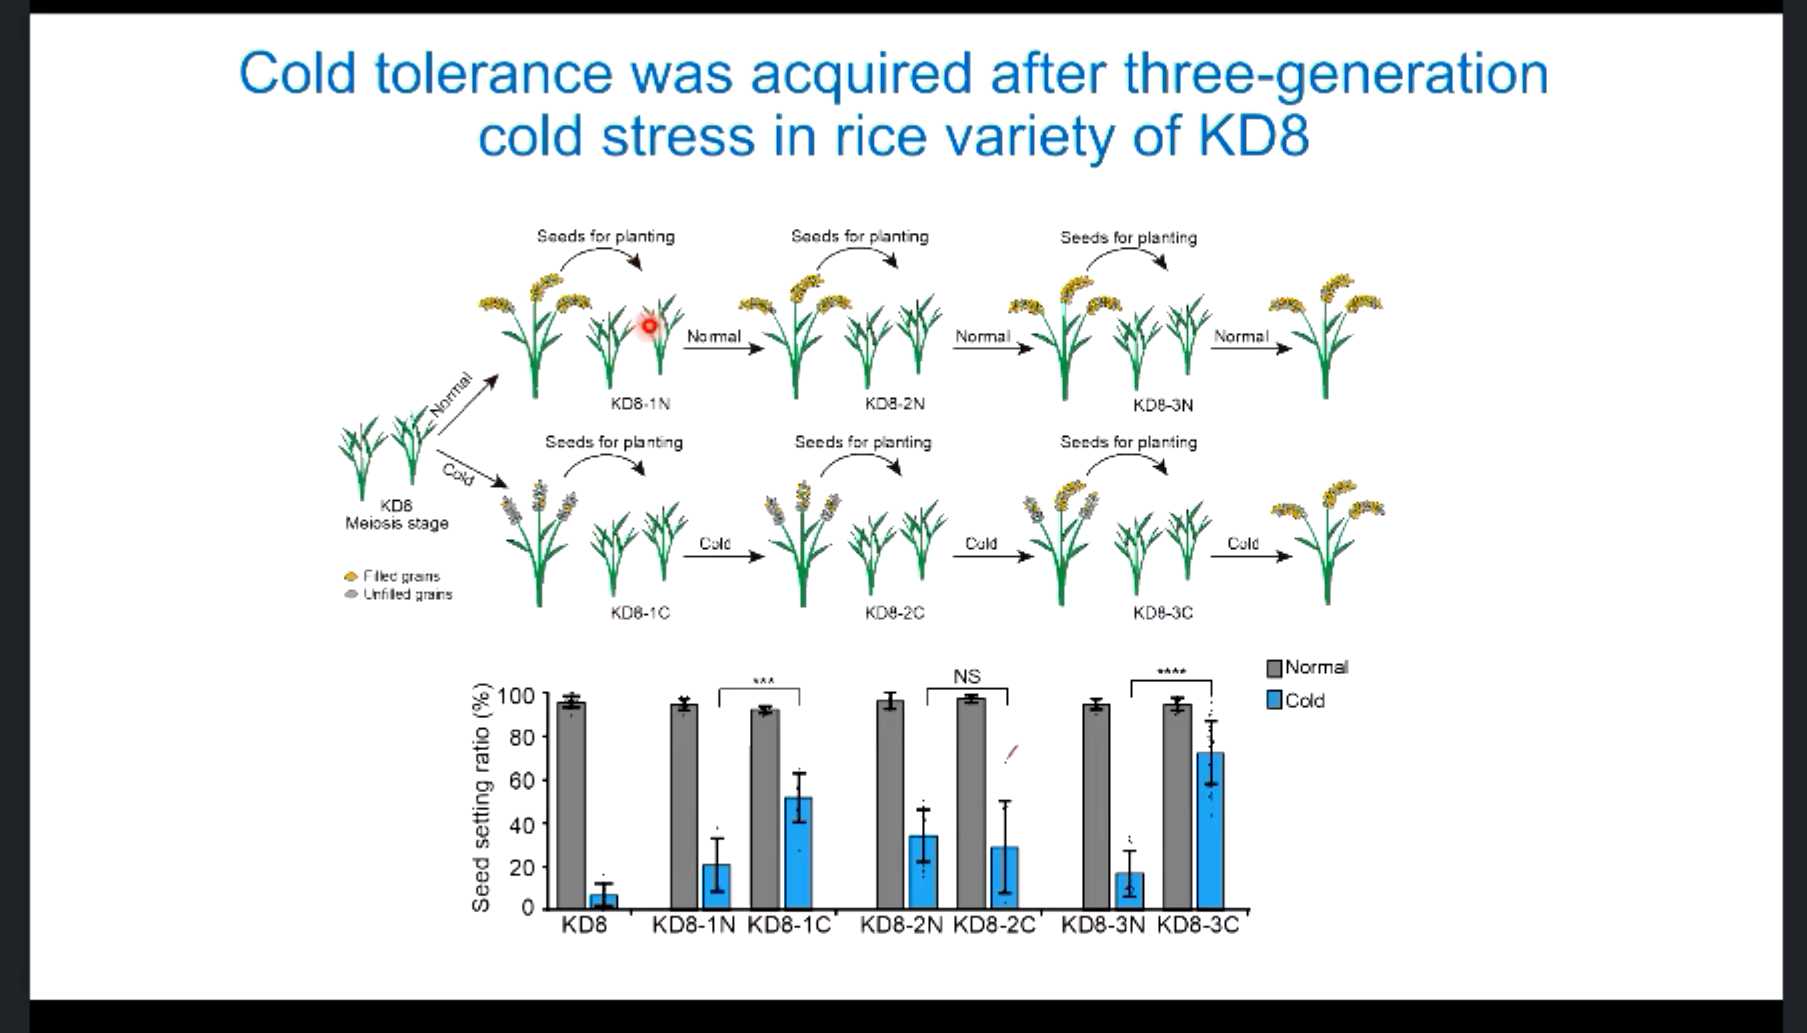 Cold tolerance was acquired after three-generation
cold stress in rice variety of KD8
Seeds for planting
Seeds for planting
Seeds for planting
Normal
Normal
Normal
Normal
KD8-1N
KD8-2N
KD8-3N
Cold
Seeds for planting
Seeds for planting
Seeds for planting
KD8
Meiosis stage
Cold
Cold
Cold
Filled grains
Unfilled grains
KD8-1C
KD8-2C
KD8-3C
Normal
Cold
***
NS
****
Seed setting ratio (%)
100
80
60
40
20
0
KD8
KD8-1N
KD8-1C
KD8-2N
KD8-2C
KD8-3N
KD8-3C